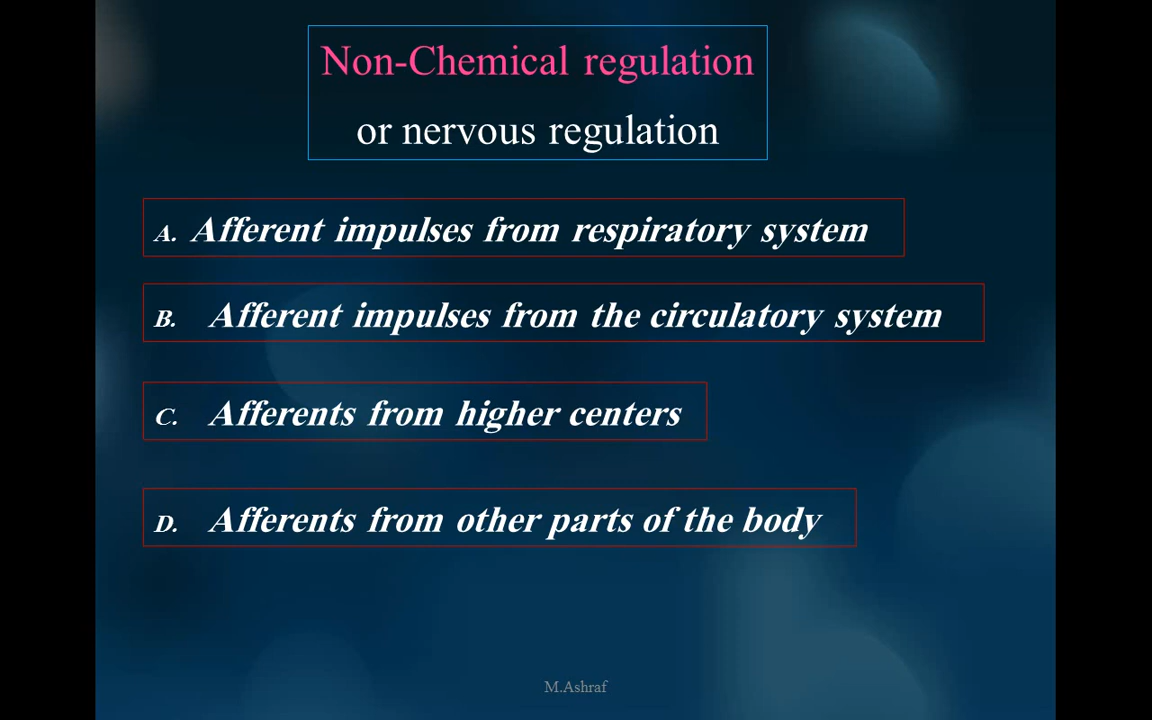 Non-Chemical regulation
or nervous regulation
A. Afferent impulses from respiratory system
B. Afferent impulses from the circulatory system
C. Afferents from higher centers
D. Afferents from other parts of the body
M.Ashraf